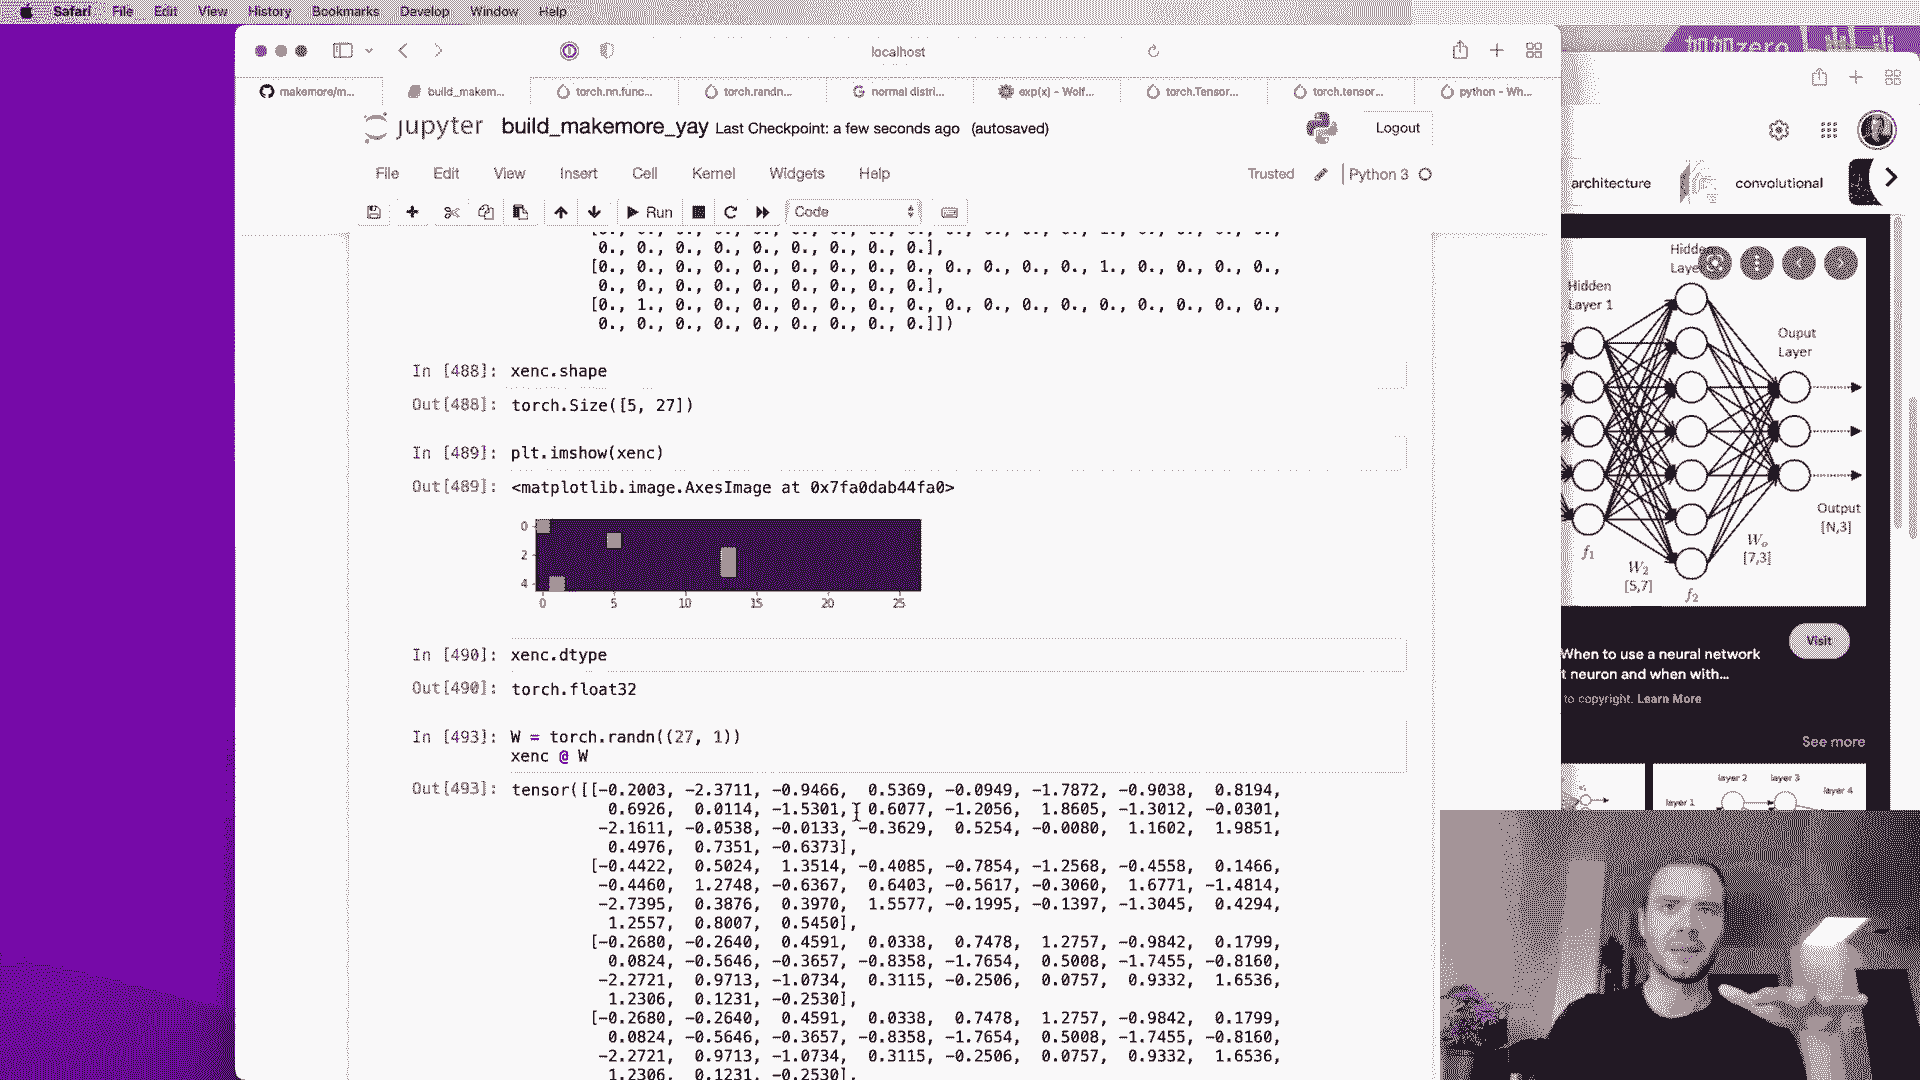 Safari File Edit View History Bookmarks Develop Window Help
localhost
makemore/m... build_makem... torch.nn.func... torch.randn... normal distri... exp(x) - Wolf... torch.Tensor... torch.tensor... python - Wh...
jupyter build_makemore_yay Last Checkpoint: a few seconds ago (autosaved)
Logout
File Edit View Insert Cell Kernel Widgets Help
Trusted Python 3
Run Code
0., 0., 0., 0., 0., 0., 0., 0., 0.],
[0., 0., 0., 0., 0., 0., 0., 0., 0., 0., 0., 0., 0., 1., 0., 0., 0., 0.,
0., 0., 0., 0., 0., 0., 0., 0., 0.],
[0., 1., 0., 0., 0., 0., 0., 0., 0., 0., 0., 0., 0., 0., 0., 0., 0., 0.,
0., 0., 0., 0., 0., 0., 0., 0., 0.]])
In [488]: xenc.shape
Out[488]: torch.Size([5, 27])
In [489]: plt.imshow(xenc)
Out[489]: <matplotlib.image.AxesImage at 0x7fa0dab44fa0>
0
2
4
0 5 10 15 20 25
In [490]: xenc.dtype
Out[490]: torch.float32
In [493]: W = torch.randn((27, 1))
xenc @ W
Out[493]: tensor([[-0.2003, -2.3711, -0.9466, 0.5369, -0.0949, -1.7872, -0.9038, 0.8194,
0.6926, 0.0114, -1.5301, 0.6077, -1.2056, 1.8605, -1.3012, -0.0301,
-2.1611, -0.0538, -0.0133, -0.3629, 0.5254, -0.0080, 1.1602, 1.9851,
0.4976, 0.7351, -0.6373],
[-0.4422, 0.5024, 1.3514, -0.4085, -0.7854, -1.2568, -0.4558, 0.1466,
-0.4460, 1.2748, -0.6367, 0.6403, -0.5617, -0.3060, 1.6771, -1.4814,
-2.7395, 0.3876, 0.3970, 1.5577, -0.1995, -0.1397, -1.3045, 0.4294,
1.2557, 0.8007, 0.5450],
[-0.2680, -0.2640, 0.4591, 0.0338, 0.7478, 1.2757, -0.9842, 0.1799,
0.0824, -0.5646, -0.3657, -0.8358, -1.7654, 0.5008, -1.7455, -0.8160,
-2.2721, 0.9713, -1.0734, 0.3115, -0.2506, 0.0757, 0.9332, 1.6536,
1.2306, 0.1231, -0.2530],
[-0.2680, -0.2640, 0.4591, 0.0338, 0.7478, 1.2757, -0.9842, 0.1799,
0.0824, -0.5646, -0.3657, -0.8358, -1.7654, 0.5008, -1.7455, -0.8160,
-2.2721, 0.9713, -1.0734, 0.3115, -0.2506, 0.0757, 0.9332, 1.6536,
1.2306, 0.1231, -0.2530],
architecture convolutional
Hidden
Layer 1
Ouput
Layer
Output
[N,3]
f1
W2
[5,7]
f2
Wo
[7,3]
Visit
When to use a neural network
t neuron and when with...
to copyright. Learn More
See more
layer 1 layer 2 layer 3 layer 4